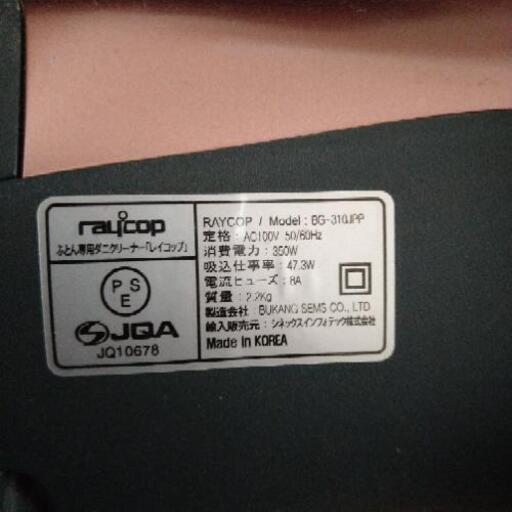 raycop
ふとん専用ダニクリーナー「レイコップ」
P S
E
JQA
JQ10678
RAYCOP / Model : BG-310JPP
定格 : AC100V 50/60Hz
消費電力 : 350W
吸込仕事率 : 47.3W
電流ヒューズ : 8A
質量 : 2.2Kg
製造会社 : BUKANG SEMS CO., LTD
輸入販売元 : シネックスインフォテック株式会社
Made in KOREA